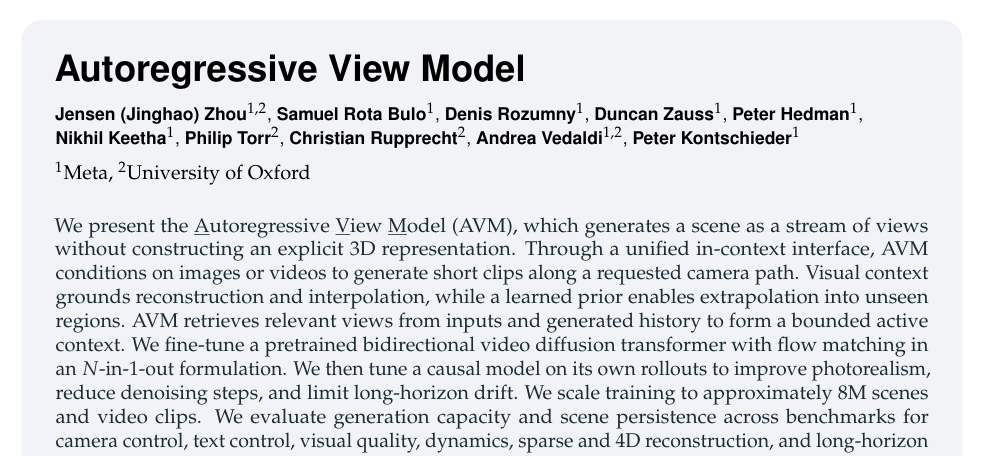 Autoregressive View Model
Jensen (Jinghao) Zhou1,2, Samuel Rota Bulo1, Denis Rozumny1, Duncan Zauss1, Peter Hedman1,
Nikhil Keetha1, Philip Torr2, Christian Rupprecht2, Andrea Vedaldi1,2, Peter Kontschieder1
1Meta, 2University of Oxford
We present the Autoregressive View Model (AVM), which generates a scene as a stream of views
without constructing an explicit 3D representation. Through a unified in-context interface, AVM
conditions on images or videos to generate short clips along a requested camera path. Visual context
grounds reconstruction and interpolation, while a learned prior enables extrapolation into unseen
regions. AVM retrieves relevant views from inputs and generated history to form a bounded active
context. We fine-tune a pretrained bidirectional video diffusion transformer with flow matching in
an N-in-1-out formulation. We then tune a causal model on its own rollouts to improve photorealism,
reduce denoising steps, and limit long-horizon drift. We scale training to approximately 8M scenes
and video clips. We evaluate generation capacity and scene persistence across benchmarks for
camera control, text control, visual quality, dynamics, sparse and 4D reconstruction, and long-horizon